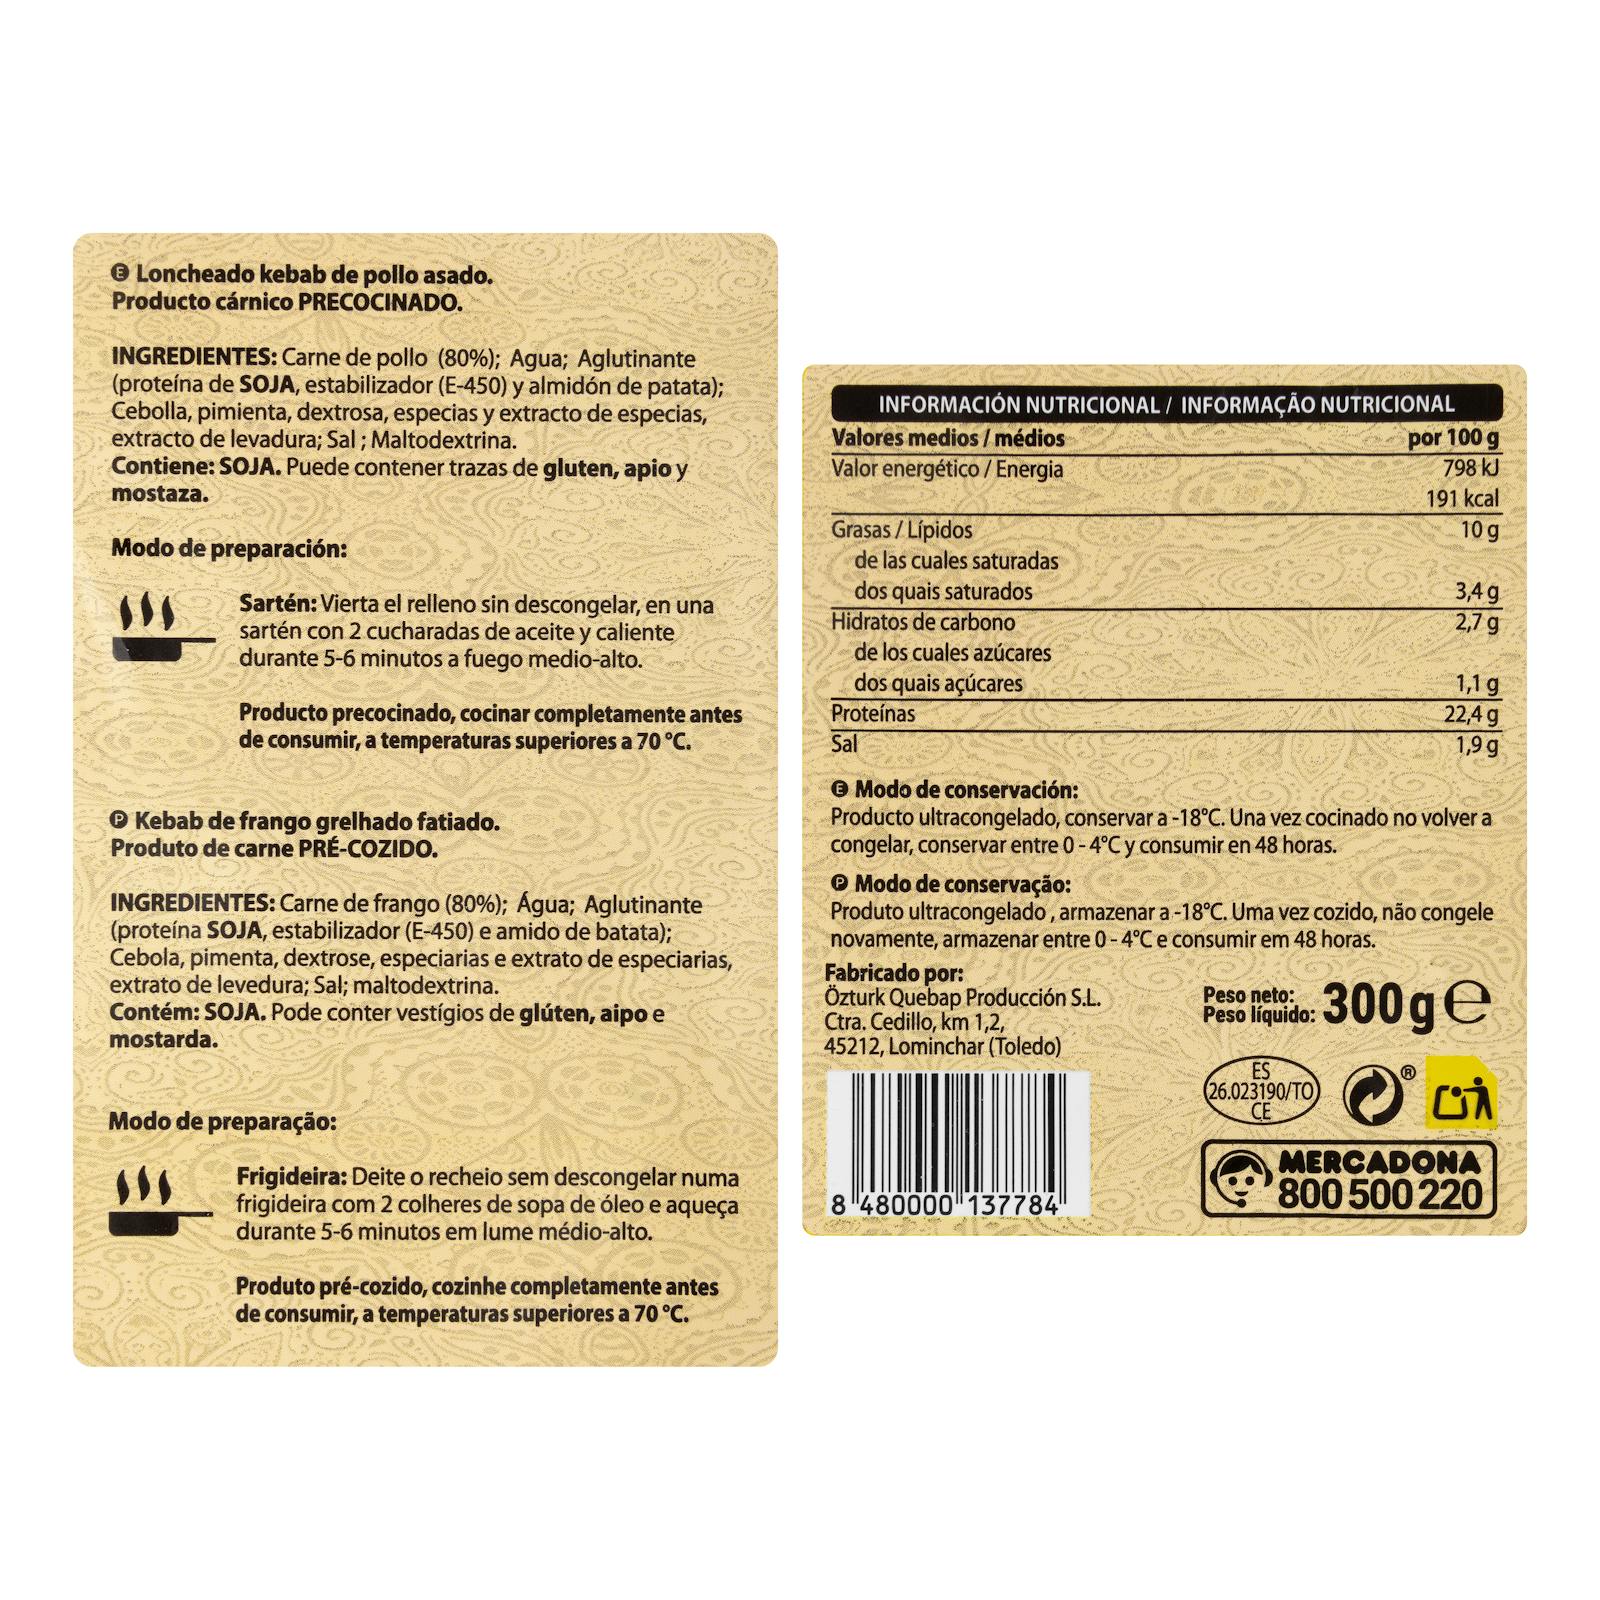 E Loncheado kebab de pollo asado.
Producto cárnico PRECOCINADO.
INGREDIENTES: Carne de pollo (80%); Agua; Aglutinante
(proteína de SOJA, estabilizador (E-450) y almidón de patata);
Cebolla, pimienta, dextrosa, especias y extracto de especias,
extracto de levadura; Sal ; Maltodextrina.
Contiene: SOJA. Puede contener trazas de gluten, apio y
mostaza.
Modo de preparación:
Sartén: Vierta el relleno sin descongelar, en una
sartén con 2 cucharadas de aceite y caliente
durante 5-6 minutos a fuego medio-alto.
Producto precocinado, cocinar completamente antes
de consumir, a temperaturas superiores a 70 °C.
P Kebab de frango grelhado fatiado.
Produto de carne PRÉ-COZIDO.
INGREDIENTES: Carne de frango (80%); Água; Aglutinante
(proteína SOJA, estabilizador (E-450) e amido de batata);
Cebola, pimenta, dextrose, especiarias e extrato de especiarias,
extrato de levedura; Sal; maltodextrina.
Contém: SOJA. Pode conter vestígios de glúten, aipo e
mostarda.
Modo de preparação:
Frigideira: Deite o recheio sem descongelar numa
frigideira com 2 colheres de sopa de óleo e aqueça
durante 5-6 minutos em lume médio-alto.
Produto pré-cozido, cozinhe completamente antes
de consumir, a temperaturas superiores a 70 °C.
INFORMACIÓN NUTRICIONAL / INFORMAÇÃO NUTRICIONAL
Valores medios / médios por 100 g
Valor energético / Energia 798 kJ
191 kcal
Grasas / Lípidos 10 g
de las cuales saturadas
dos quais saturados 3,4 g
Hidratos de carbono 2,7 g
de los cuales azúcares
dos quais açúcares 1,1 g
Proteínas 22,4 g
Sal 1,9 g
E Modo de conservación:
Producto ultracongelado, conservar a -18°C. Una vez cocinado no volver a
congelar, conservar entre 0 - 4°C y consumir en 48 horas.
P Modo de conservação:
Produto ultracongelado , armazenar a -18°C. Uma vez cozido, não congele
novamente, armazenar entre 0 - 4°C e consumir em 48 horas.
Fabricado por:
Özturk Quebap Producción S.L.
Ctra. Cedillo, km 1,2,
45212, Lominchar (Toledo)
Peso neto:
Peso líquido: 300 g e
ES
26.023190/TO
CE
®
MERCADONA
800 500 220
8 480000 137784